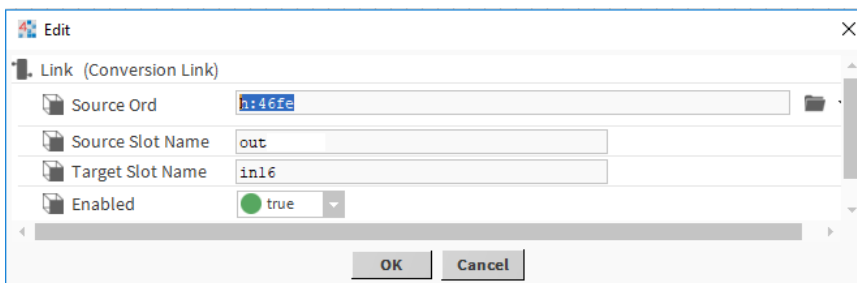 Edit
Link (Conversion Link)
Source Ord h:46fe
Source Slot Name out
Target Slot Name in16
Enabled true
OK Cancel